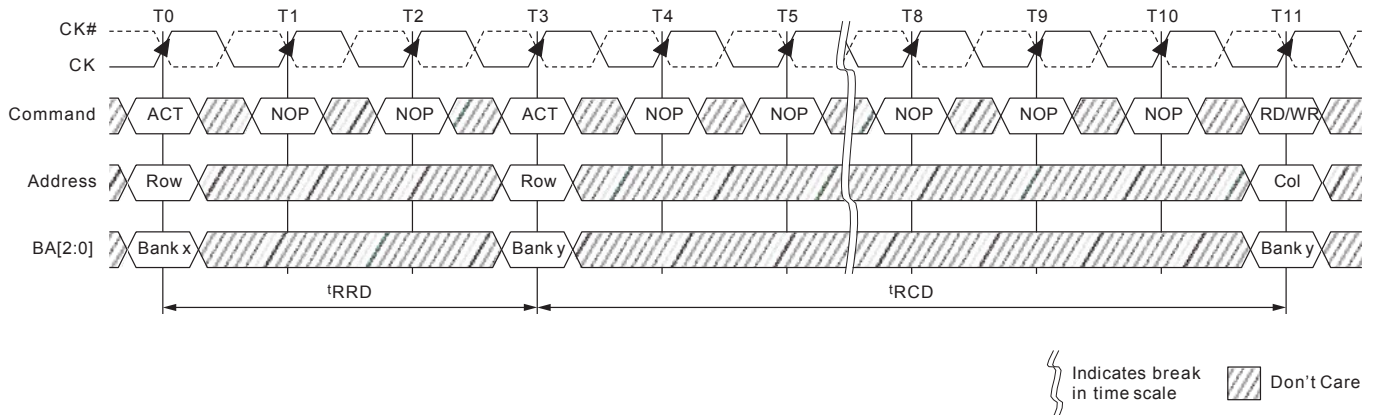 T0 T1 T2 T3 T4 T5 T8 T9 T10 T11
CK#
CK
Command ACT NOP NOP ACT NOP NOP NOP NOP NOP RD/WR
Address Row Row Col
BA[2:0] Bank x Bank y Bank y
tRRD tRCD
Indicates break
in time scale
Don't Care